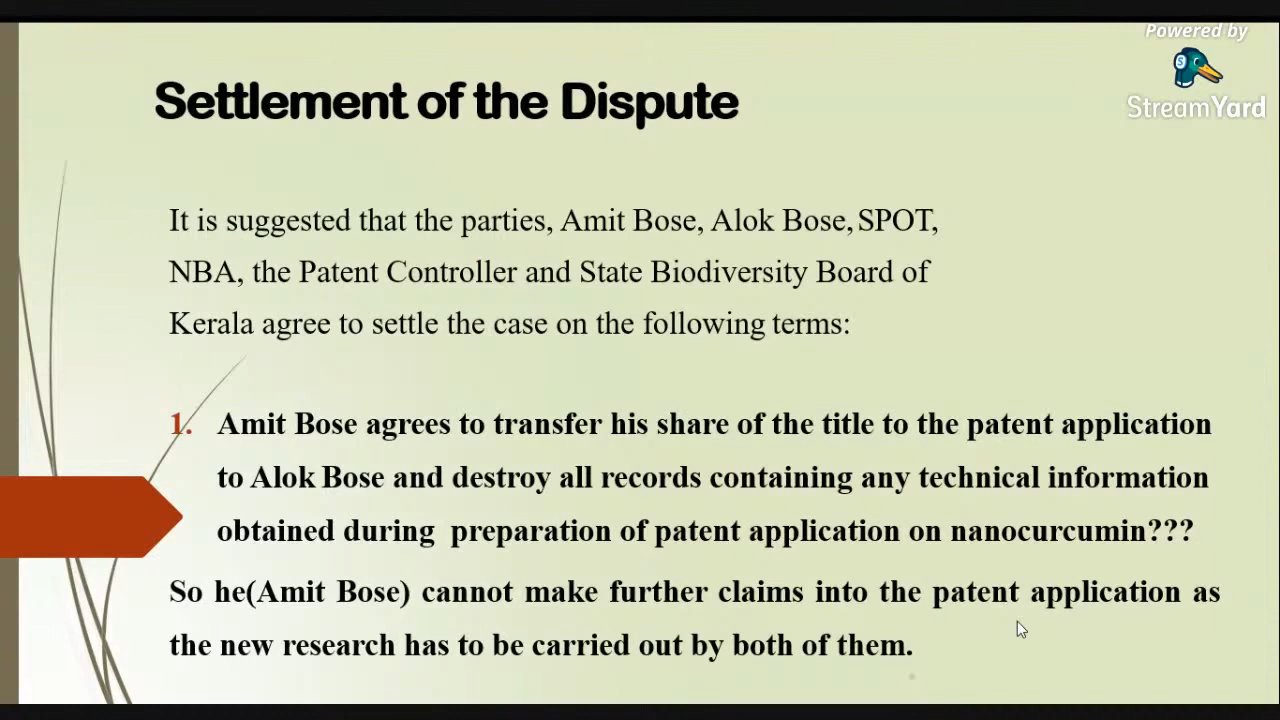 Powered by
StreamYard
Settlement of the Dispute
It is suggested that the parties, Amit Bose, Alok Bose, SPOT,
NBA, the Patent Controller and State Biodiversity Board of
Kerala agree to settle the case on the following terms:
1. Amit Bose agrees to transfer his share of the title to the patent application
to Alok Bose and destroy all records containing any technical information
obtained during preparation of patent application on nanocurcumin???
So he(Amit Bose) cannot make further claims into the patent application as
the new research has to be carried out by both of them.